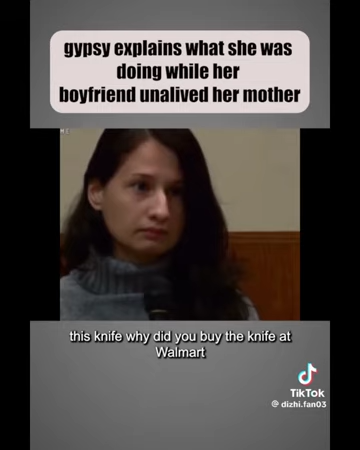 gypsy explains what she was
doing while her
boyfriend unalived her mother
this knife why did you buy the knife at
Walmart
TikTok
@ dizhi.fan03